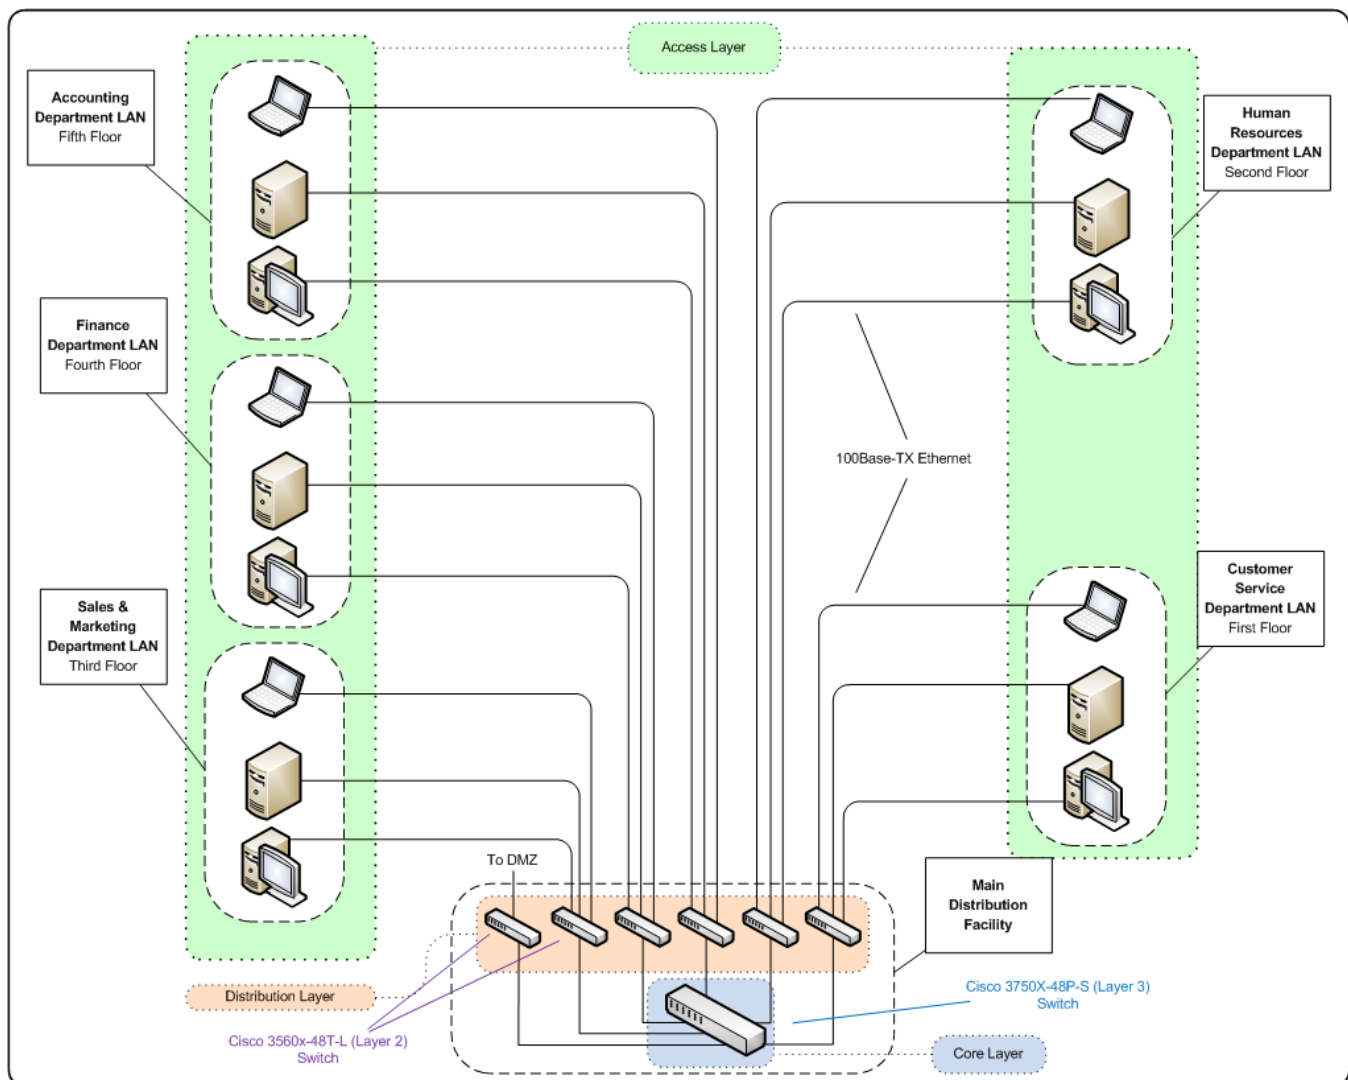 Access Layer
Accounting
Department LAN
Fifth Floor
Human
Resources
Department LAN
Second Floor
Finance
Department LAN
Fourth Floor
100Base-TX Ethernet
Sales &
Marketing
Department LAN
Third Floor
Customer
Service
Department LAN
First Floor
To DMZ
Main
Distribution
Facility
Distribution Layer
Cisco 3750X-48P-S (Layer 3)
Switch
Cisco 3560x-48T-L (Layer 2)
Switch
Core Layer